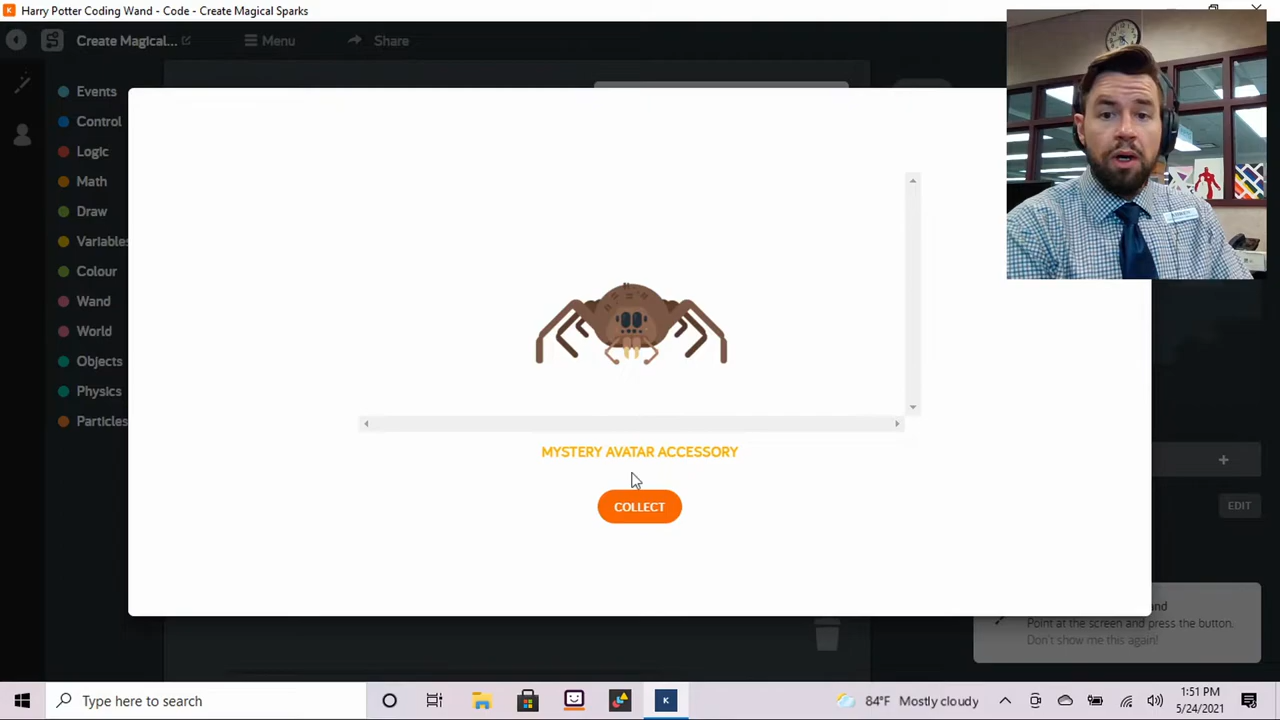 Harry Potter Coding Wand - Code - Create Magical Sparks
Create Magical...
Menu
Share
Events
Control
Logic
Math
Draw
Variables
Colour
Wand
World
Objects
Physics
Particles
MYSTERY AVATAR ACCESSORY
COLLECT
EDIT
Point at the screen and press the button.
Don't show me this again!
Type here to search
84°F Mostly cloudy
1:51 PM
5/24/2021